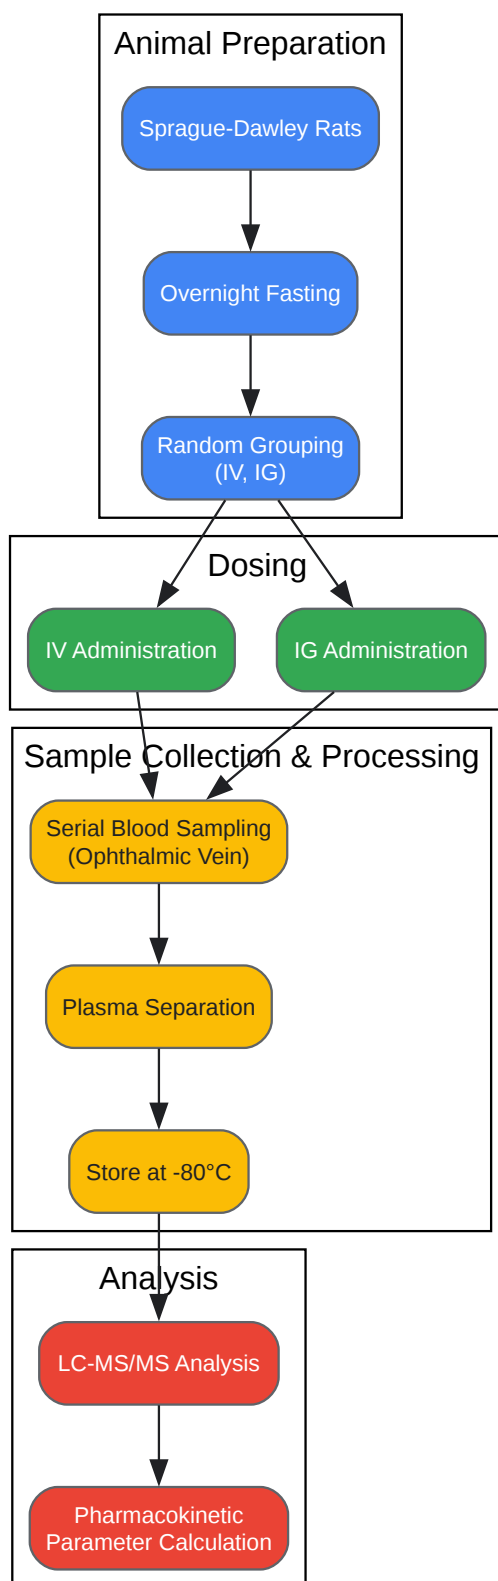 Animal Preparation
Sprague-Dawley Rats
Overnight Fasting
Random Grouping
(IV, IG)
Dosing
IV Administration
IG Administration
Sample Collection & Processing
Serial Blood Sampling
(Ophthalmic Vein)
Plasma Separation
Store at -80°C
Analysis
LC-MS/MS Analysis
Pharmacokinetic
Parameter Calculation